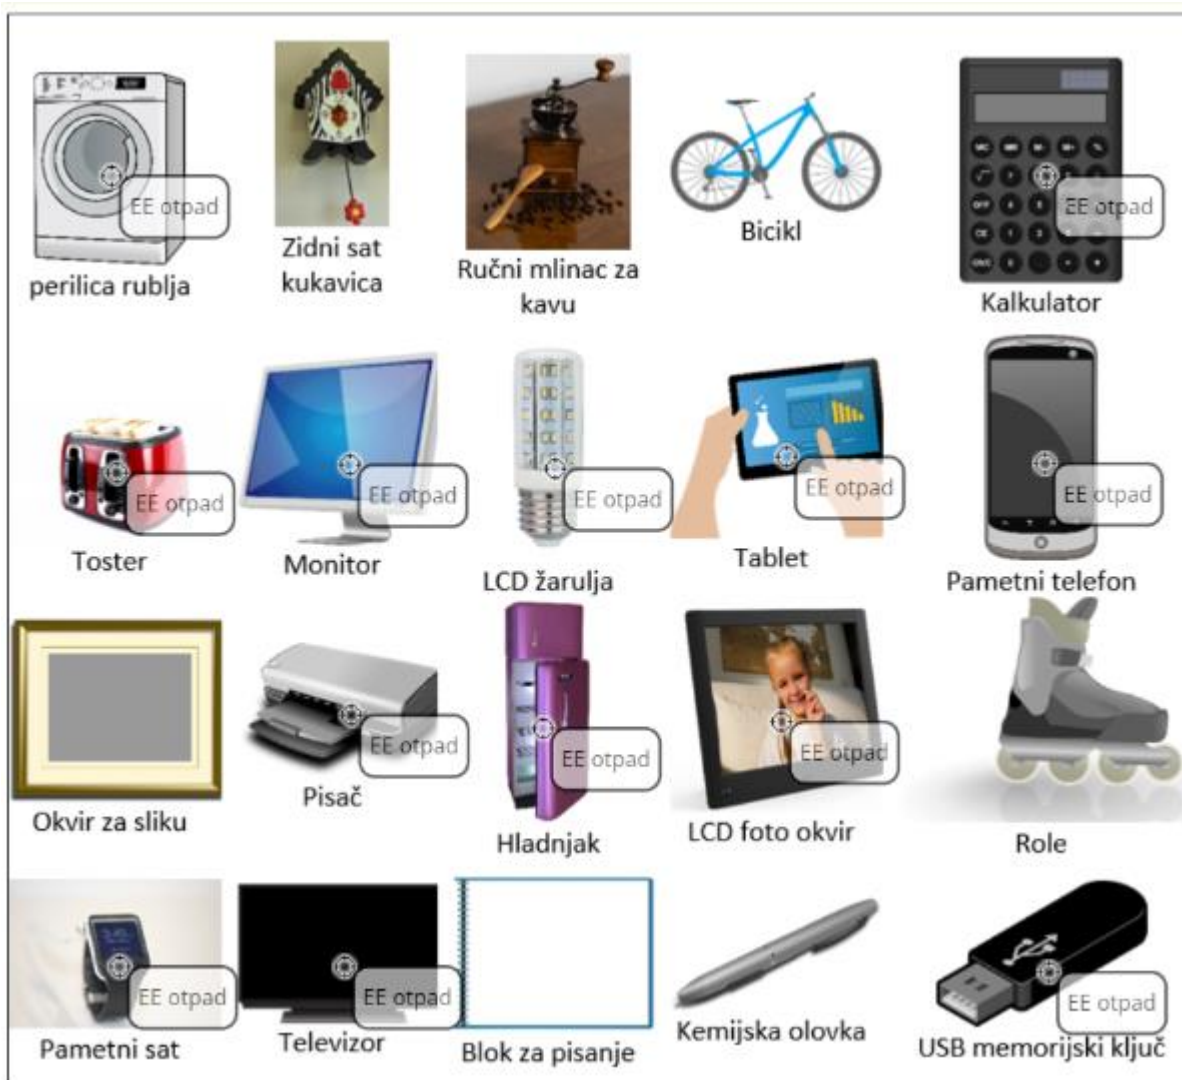 EE otpad
perilica rublja
Zidni sat
kukavica
Ručni mlinac za
kavu
Bicikl
EE otpad
Kalkulator
EE otpad
Toster
EE otpad
Monitor
EE otpad
LCD žarulja
EE otpad
Tablet
EE otpad
Pametni telefon
Okvir za sliku
EE otpad
Pisač
EE otpad
Hladnjak
EE otpad
LCD foto okvir
Role
EE otpad
Pametni sat
EE otpad
Televizor
Blok za pisanje
Kemijska olovka
EE otpad
USB memorijski ključ